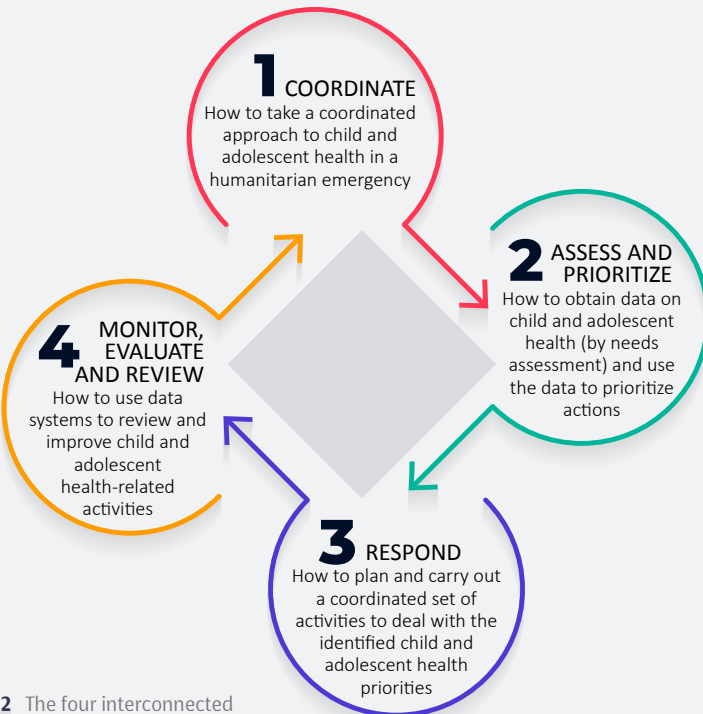 1 COORDINATE
How to take a coordinated
approach to child and
adolescent health in a
humanitarian emergency
2 ASSESS AND
PRIORITIZE
How to obtain data on
child and adolescent
health (by needs
assessment) and use
the data to prioritize
actions
3 RESPOND
How to plan and carry out
a coordinated set of
activities to deal with the
identified child and
adolescent health
priorities
4 MONITOR,
EVALUATE
AND REVIEW
How to use data
systems to review and
improve child and
adolescent
health-related
activities
2 The four interconnected